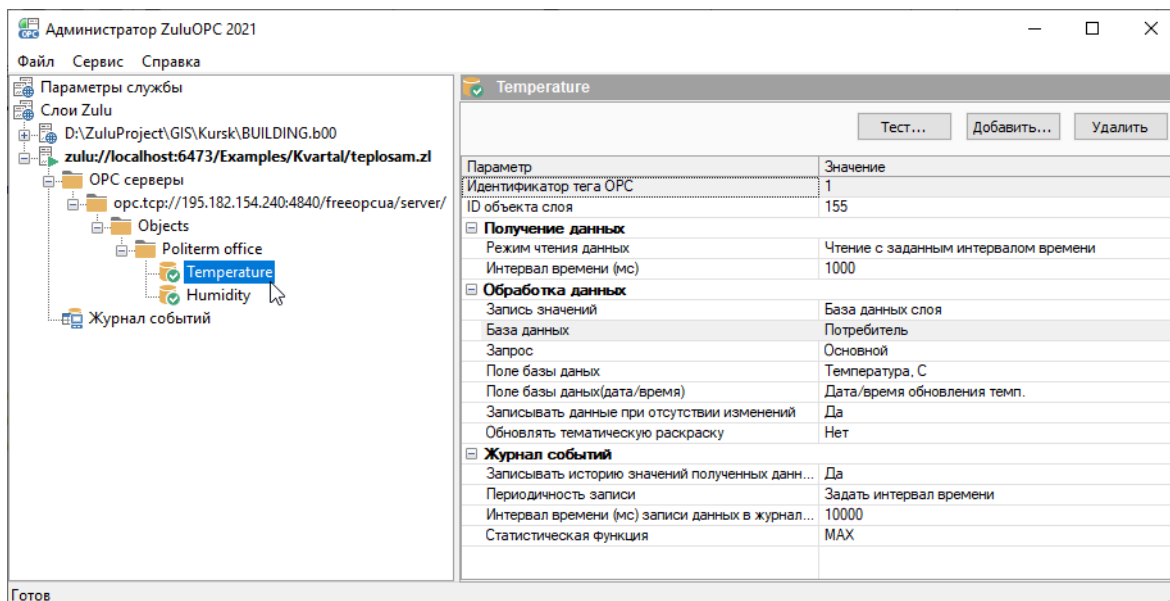 Администратор ZuluOPC 2021
Файл Сервис Справка
Параметры службы
Слои Zulu
D:\ZuluProject\GIS\Kursk\BUILDING.b00
zulu://localhost:6473/Examples/Kvartal/teplosam.zl
OPC серверы
opc.tcp://195.182.154.240:4840/freeopcua/server/
Objects
Politerm office
Temperature
Humidity
Журнал событий
Temperature
Тест... Добавить... Удалить
Параметр Значение
Идентификатор тега OPC 1
ID объекта слоя 155
Получение данных
Режим чтения данных Чтение с заданным интервалом времени
Интервал времени (мс) 1000
Обработка данных
Запись значений База данных слоя
База данных Потребитель
Запрос Основной
Поле базы даных Температура, С
Поле базы даных(дата/время) Дата/время обновления темп.
Записывать данные при отсутствии изменений Да
Обновлять тематическую раскраску Нет
Журнал событий
Записывать историю значений полученных данн... Да
Периодичность записи Задать интервал времени
Интервал времени (мс) записи данных в журнал... 10000
Статистическая функция MAX
Готов